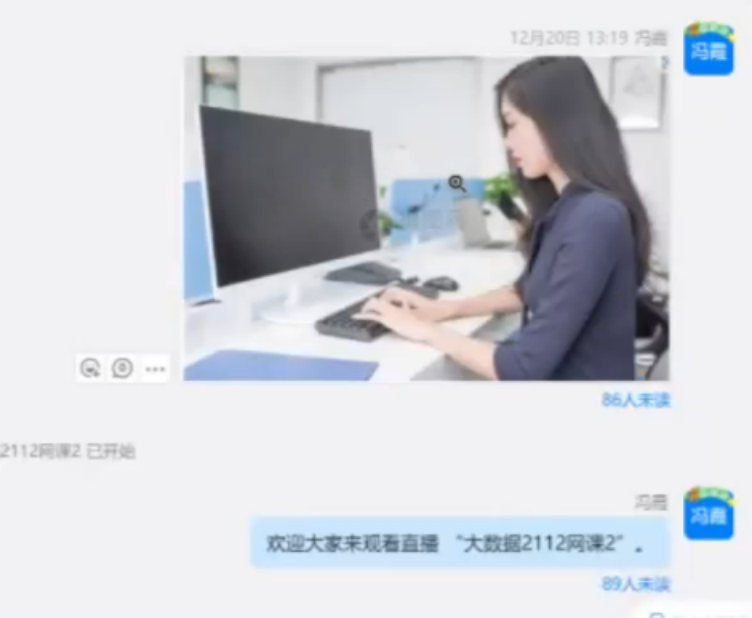 12月20日 13:19 冯霞
冯霞
86人未读
2112网课2 已开始
冯霞
冯霞
欢迎大家来观看直播 “大数据2112网课2”。
89人未读